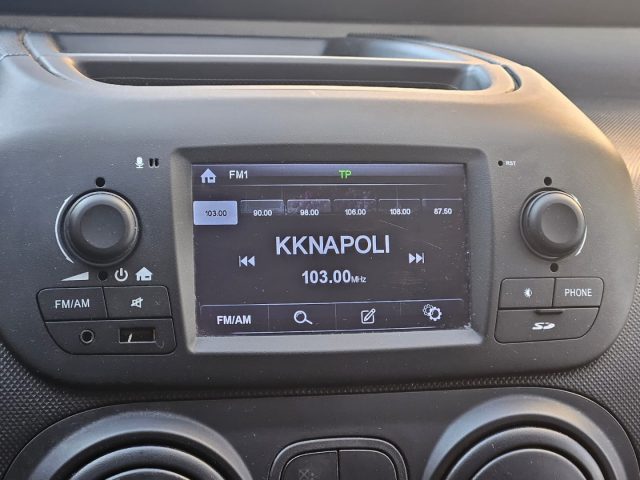 FM1 TP
RST
103.00 90.00 98.00 106.00 108.00 87.50
KKNAPOLI
103.00MHz
FM/AM
FM/AM
PHONE
SD